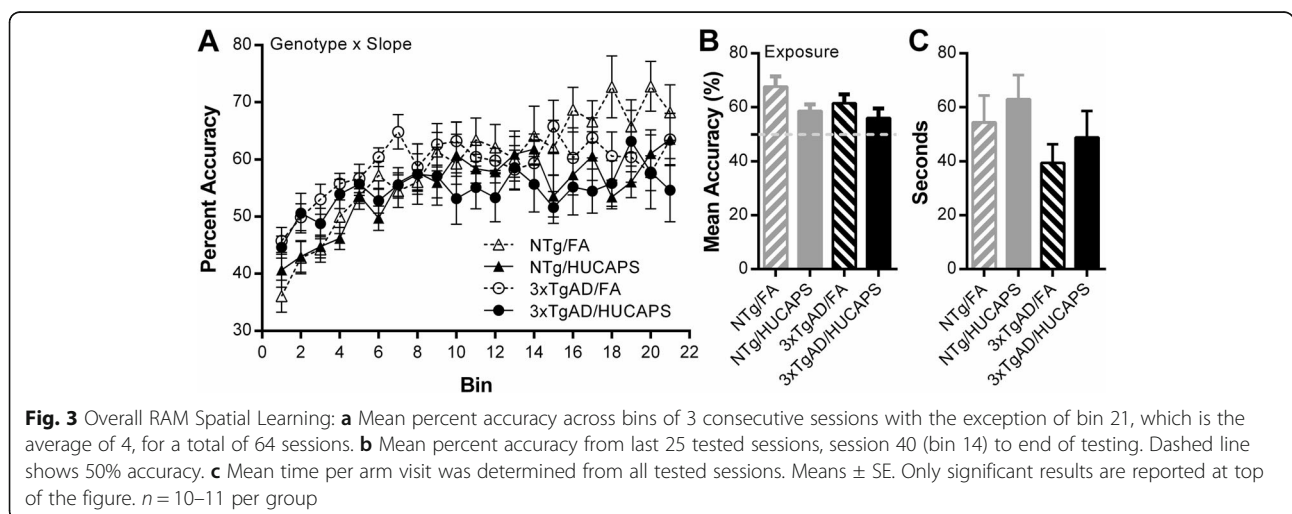 A
Genotype x Slope
80
70
60
50
40
30
Percent Accuracy
NTg/FA
NTg/HUCAPS
3xTgAD/FA
3xTgAD/HUCAPS
0 2 4 6 8 10 12 14 16 18 20 22
Bin
B
Exposure
80
60
40
20
0
Mean Accuracy (%)
NTg/FA
NTg/HUCAPS
3xTgAD/FA
3xTgAD/HUCAPS
C
80
60
40
20
0
Seconds
NTg/FA
NTg/HUCAPS
3xTgAD/FA
3xTgAD/HUCAPS
Fig. 3 Overall RAM Spatial Learning: a Mean percent accuracy across bins of 3 consecutive sessions with the exception of bin 21, which is the
average of 4, for a total of 64 sessions. b Mean percent accuracy from last 25 tested sessions, session 40 (bin 14) to end of testing. Dashed line
shows 50% accuracy. c Mean time per arm visit was determined from all tested sessions. Means ± SE. Only significant results are reported at top
of the figure. n = 10–11 per group